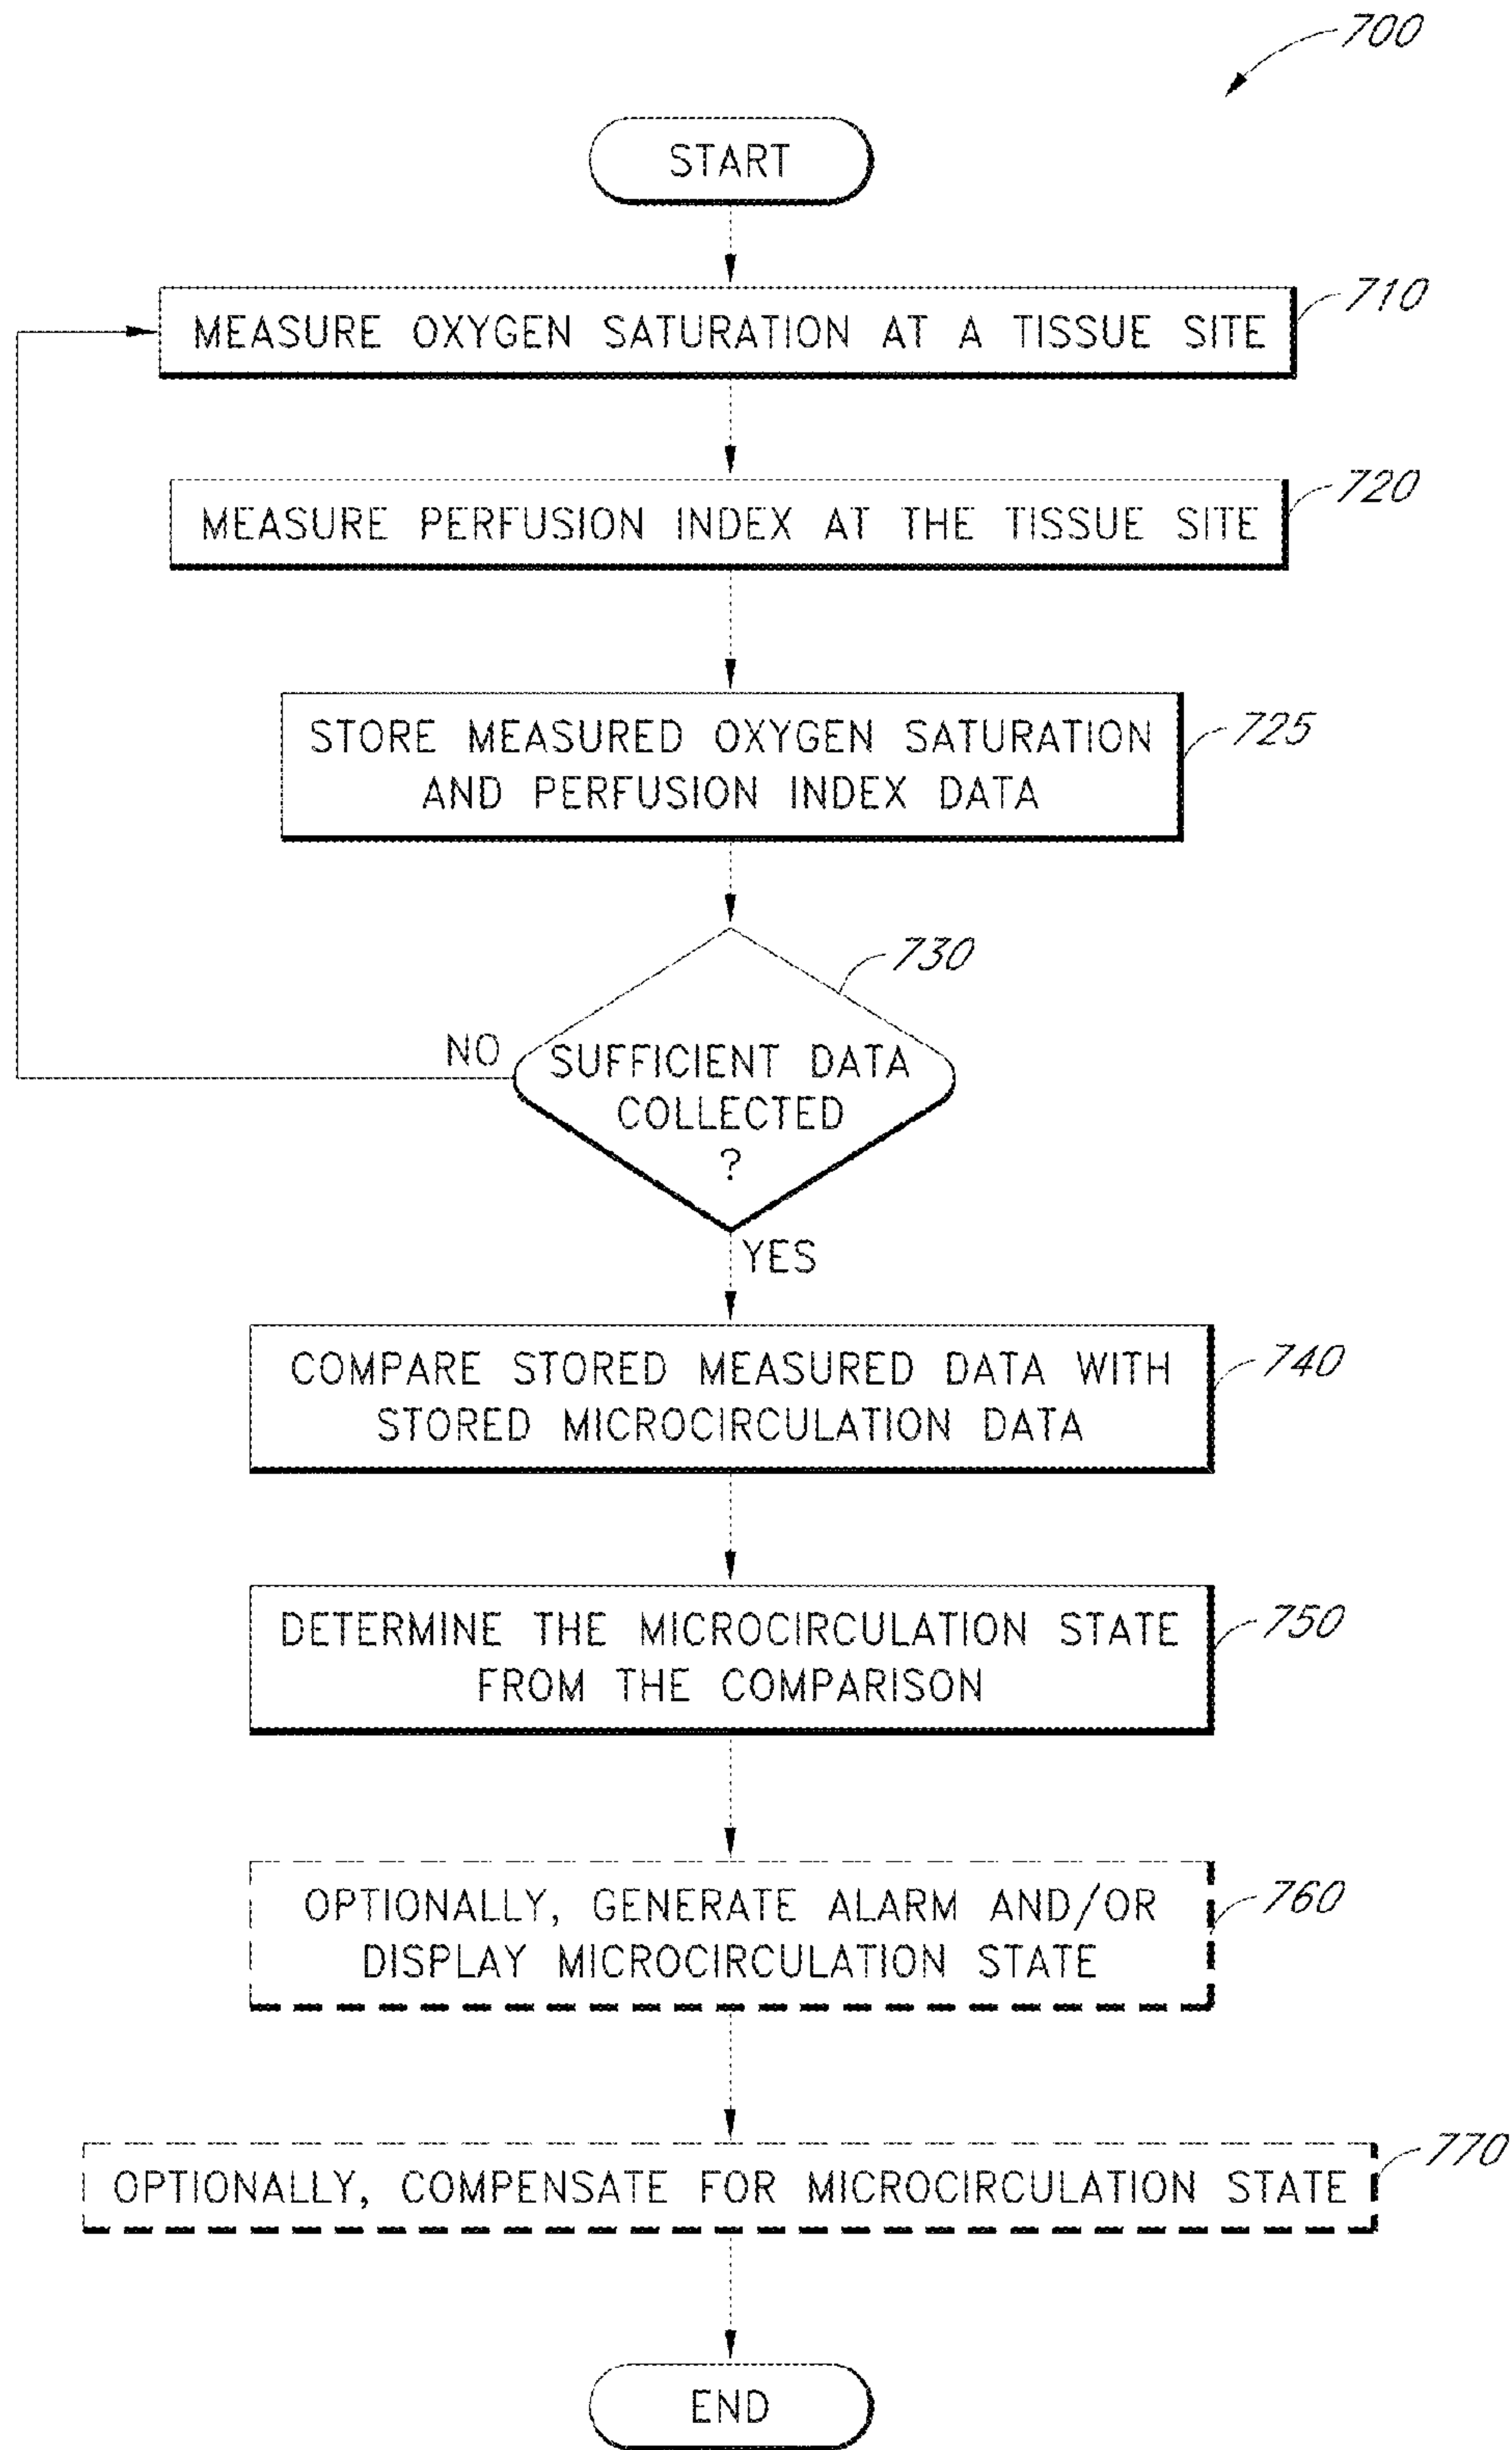 700
START
MEASURE OXYGEN SATURATION AT A TISSUE SITE
710
MEASURE PERFUSION INDEX AT THE TISSUE SITE
720
STORE MEASURED OXYGEN SATURATION
AND PERFUSION INDEX DATA
725
730
NO
SUFFICIENT DATA
COLLECTED
?
YES
COMPARE STORED MEASURED DATA WITH
STORED MICROCIRCULATION DATA
740
DETERMINE THE MICROCIRCULATION STATE
FROM THE COMPARISON
750
OPTIONALLY, GENERATE ALARM AND/OR
DISPLAY MICROCIRCULATION STATE
760
OPTIONALLY, COMPENSATE FOR MICROCIRCULATION STATE
770
END